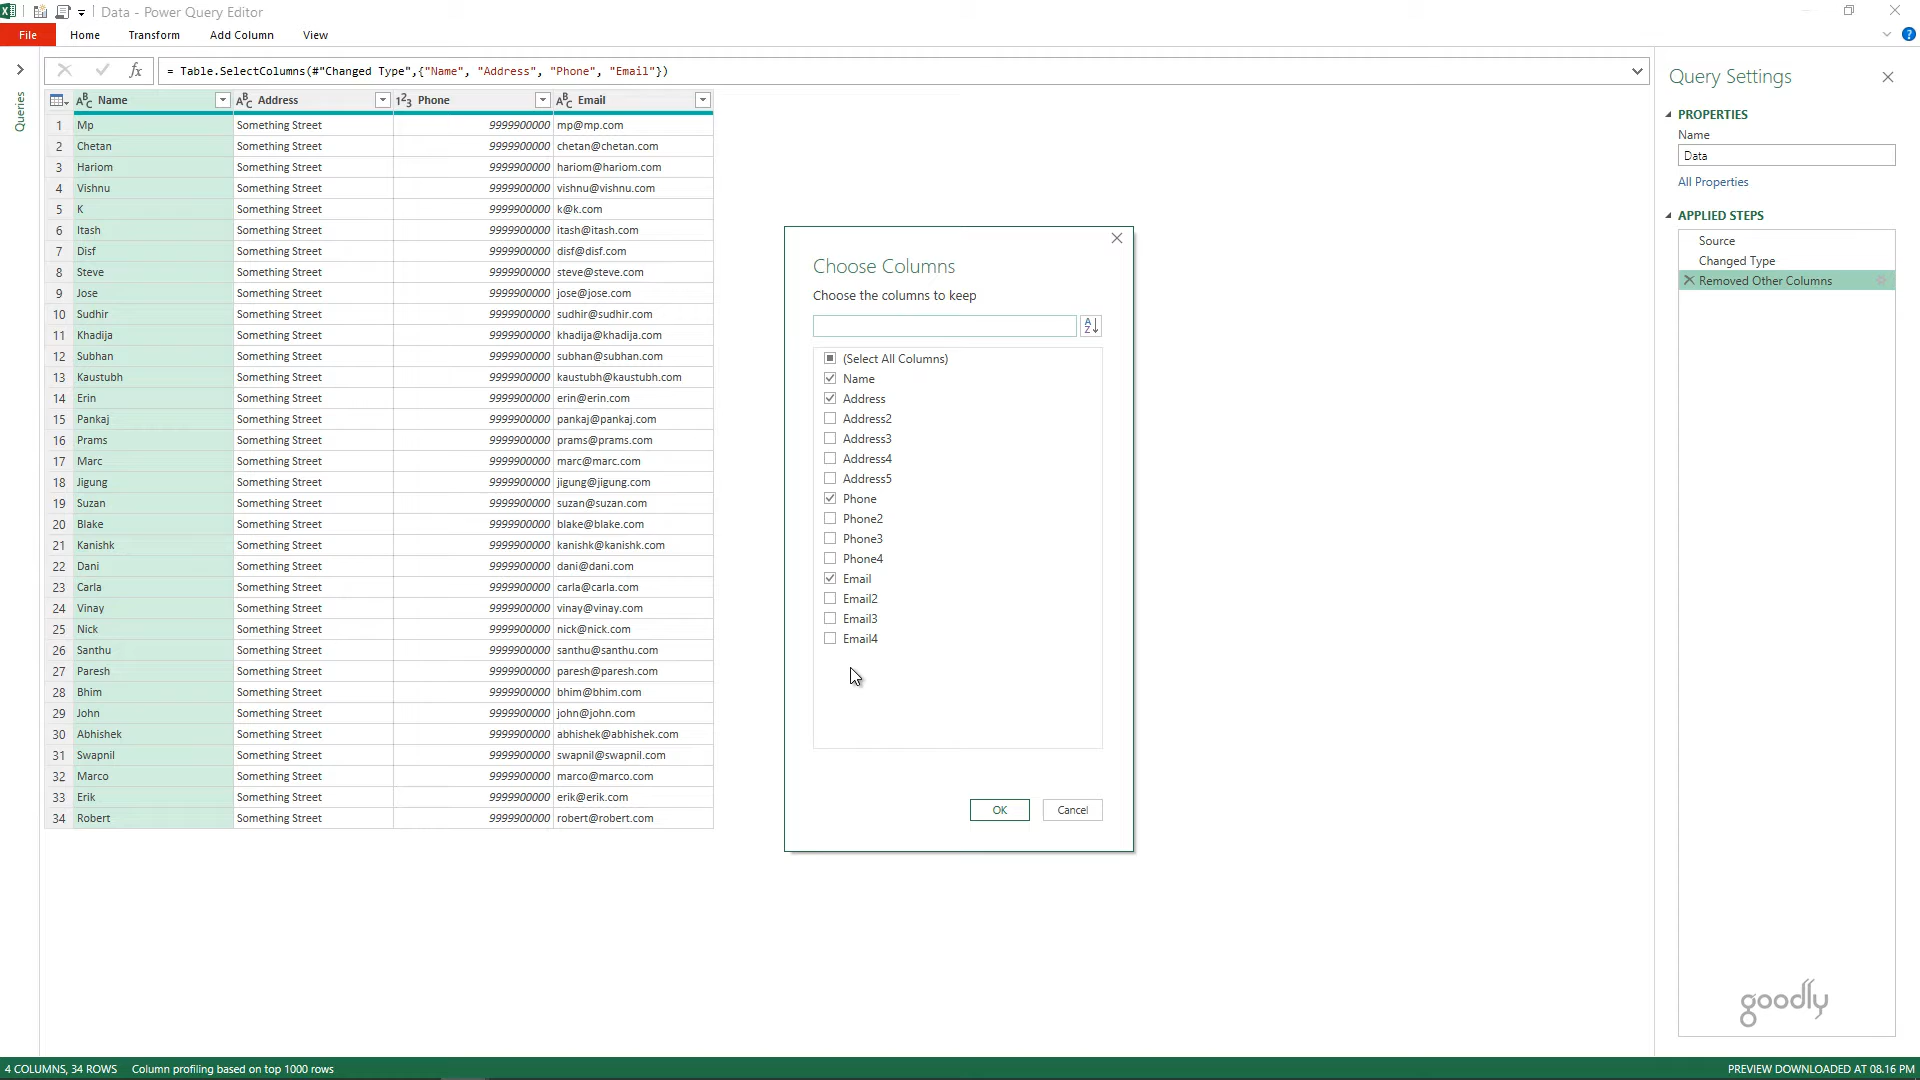 Data - Power Query Editor
File
Home
Transform
Add Column
View
= Table.SelectColumns(#"Changed Type",{"Name", "Address", "Phone", "Email"})
Queries
Name Address Phone Email
1 Mp Something Street 9999900000 mp@mp.com
2 Chetan Something Street 9999900000 chetan@chetan.com
3 Hariom Something Street 9999900000 hariom@hariom.com
4 Vishnu Something Street 9999900000 vishnu@vishnu.com
5 K Something Street 9999900000 k@k.com
6 Itash Something Street 9999900000 itash@itash.com
7 Disf Something Street 9999900000 disf@disf.com
8 Steve Something Street 9999900000 steve@steve.com
9 Jose Something Street 9999900000 jose@jose.com
10 Sudhir Something Street 9999900000 sudhir@sudhir.com
11 Khadija Something Street 9999900000 khadija@khadija.com
12 Subhan Something Street 9999900000 subhan@subhan.com
13 Kaustubh Something Street 9999900000 kaustubh@kaustubh.com
14 Erin Something Street 9999900000 erin@erin.com
15 Pankaj Something Street 9999900000 pankaj@pankaj.com
16 Prams Something Street 9999900000 prams@prams.com
17 Marc Something Street 9999900000 marc@marc.com
18 Jigung Something Street 9999900000 jigung@jigung.com
19 Suzan Something Street 9999900000 suzan@suzan.com
20 Blake Something Street 9999900000 blake@blake.com
21 Kanishk Something Street 9999900000 kanishk@kanishk.com
22 Dani Something Street 9999900000 dani@dani.com
23 Carla Something Street 9999900000 carla@carla.com
24 Vinay Something Street 9999900000 vinay@vinay.com
25 Nick Something Street 9999900000 nick@nick.com
26 Santhu Something Street 9999900000 santhu@santhu.com
27 Paresh Something Street 9999900000 paresh@paresh.com
28 Bhim Something Street 9999900000 bhim@bhim.com
29 John Something Street 9999900000 john@john.com
30 Abhishek Something Street 9999900000 abhishek@abhishek.com
31 Swapnil Something Street 9999900000 swapnil@swapnil.com
32 Marco Something Street 9999900000 marco@marco.com
33 Erik Something Street 9999900000 erik@erik.com
34 Robert Something Street 9999900000 robert@robert.com
Choose Columns
Choose the columns to keep
(Select All Columns)
Name
Address
Address2
Address3
Address4
Address5
Phone
Phone2
Phone3
Phone4
Email
Email2
Email3
Email4
OK
Cancel
Query Settings
PROPERTIES
Name
Data
All Properties
APPLIED STEPS
Source
Changed Type
Removed Other Columns
goodly
4 COLUMNS, 34 ROWS
Column profiling based on top 1000 rows
PREVIEW DOWNLOADED AT 08.16 PM